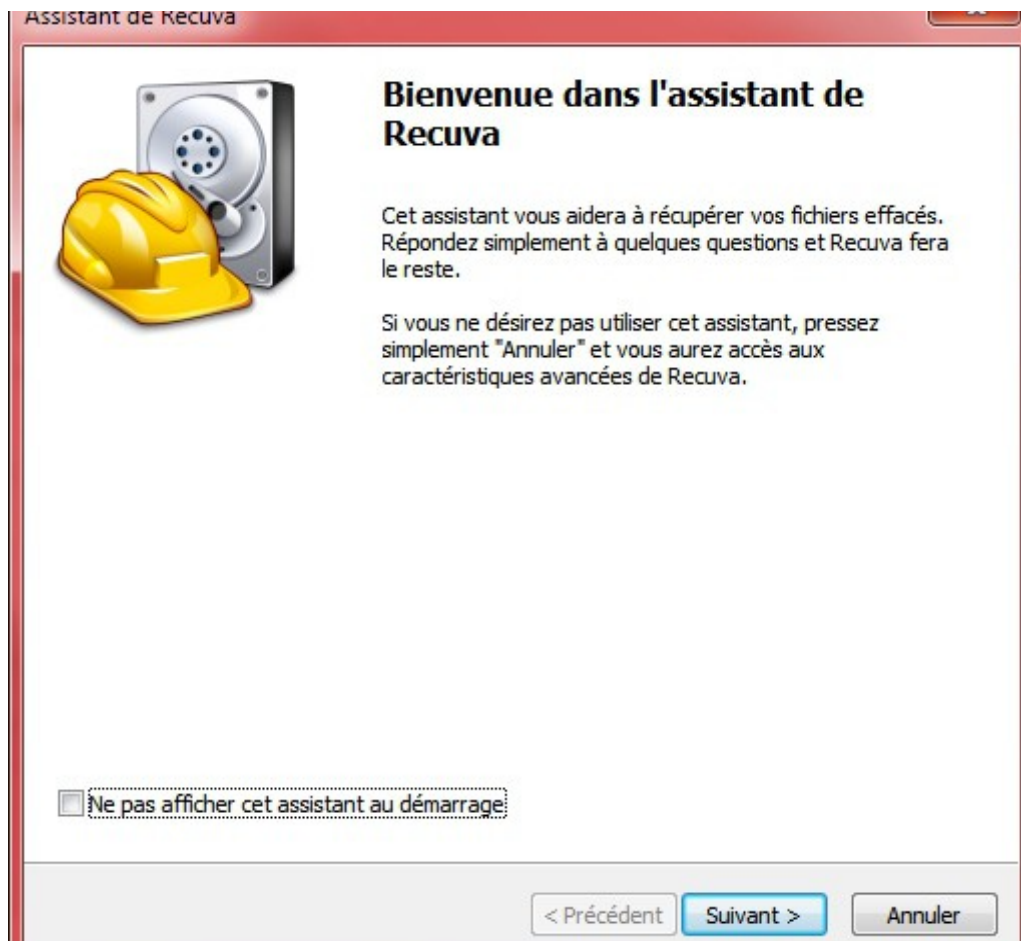 Assistant de Recuva
Bienvenue dans l'assistant de
Recuva
Cet assistant vous aidera à récupérer vos fichiers effacés.
Répondez simplement à quelques questions et Recuva fera
le reste.
Si vous ne désirez pas utiliser cet assistant, pressez
simplement "Annuler" et vous aurez accès aux
caractéristiques avancées de Recuva.
Ne pas afficher cet assistant au démarrage
< Précédent Suivant > Annuler